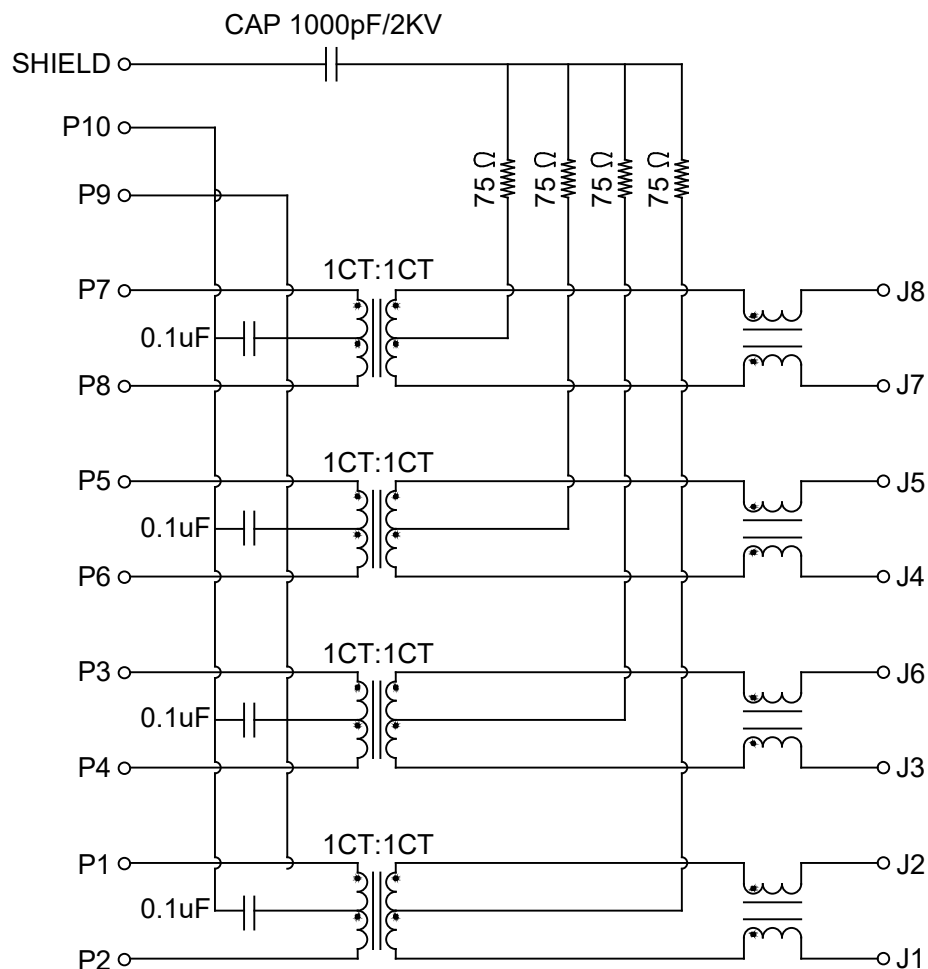 CAP 1000pF/2KV
SHIELD
P10
P9
75 Ω
75 Ω
75 Ω
75 Ω
1CT:1CT
P7
J8
0.1uF
P8
J7
1CT:1CT
P5
J5
0.1uF
P6
J4
1CT:1CT
P3
J6
0.1uF
P4
J3
1CT:1CT
P1
J2
0.1uF
P2
J1